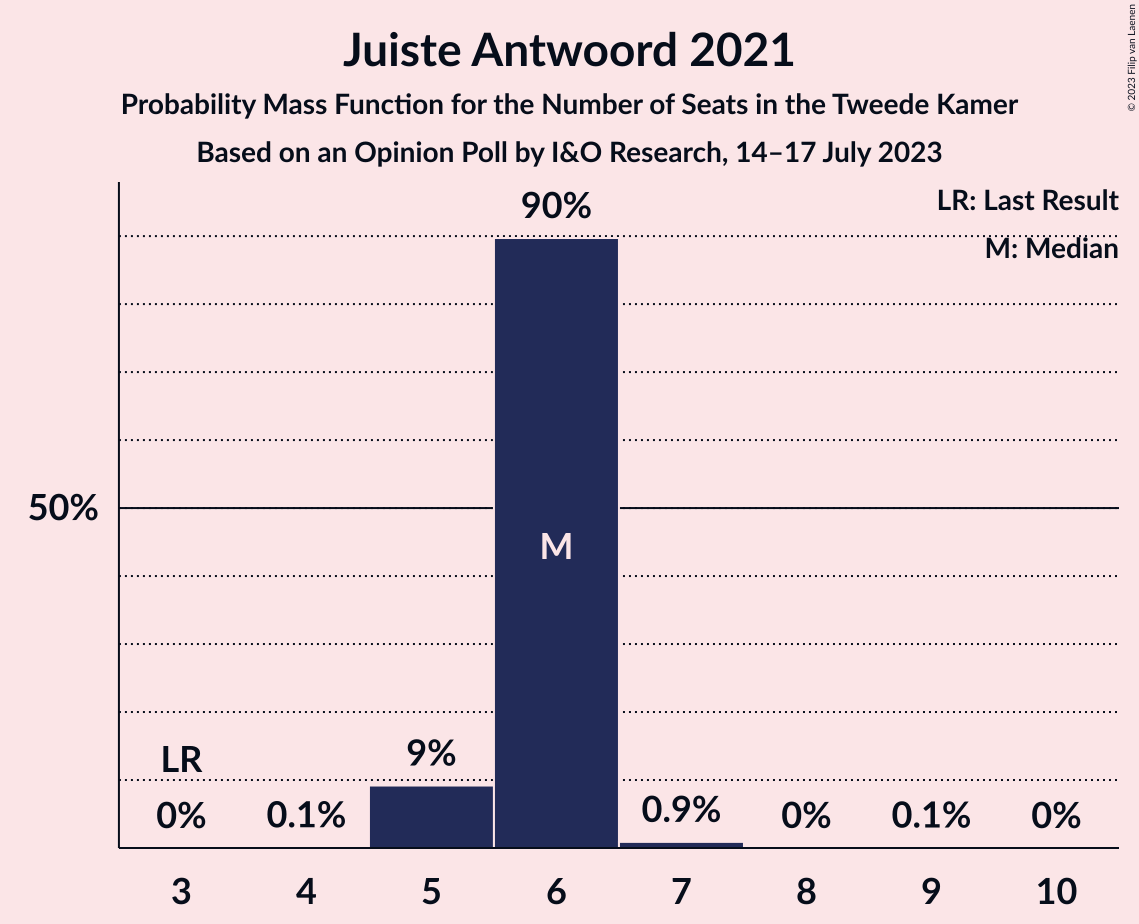 Juiste Antwoord 2021
Probability Mass Function for the Number of Seats in the Tweede Kamer
Based on an Opinion Poll by I&O Research, 14–17 July 2023
© 2023 Filip van Laenen
LR: Last Result
M: Median
90%
50%
M
LR
9%
0%
0.1%
0.9%
0%
0.1%
0%
3
4
5
6
7
8
9
10